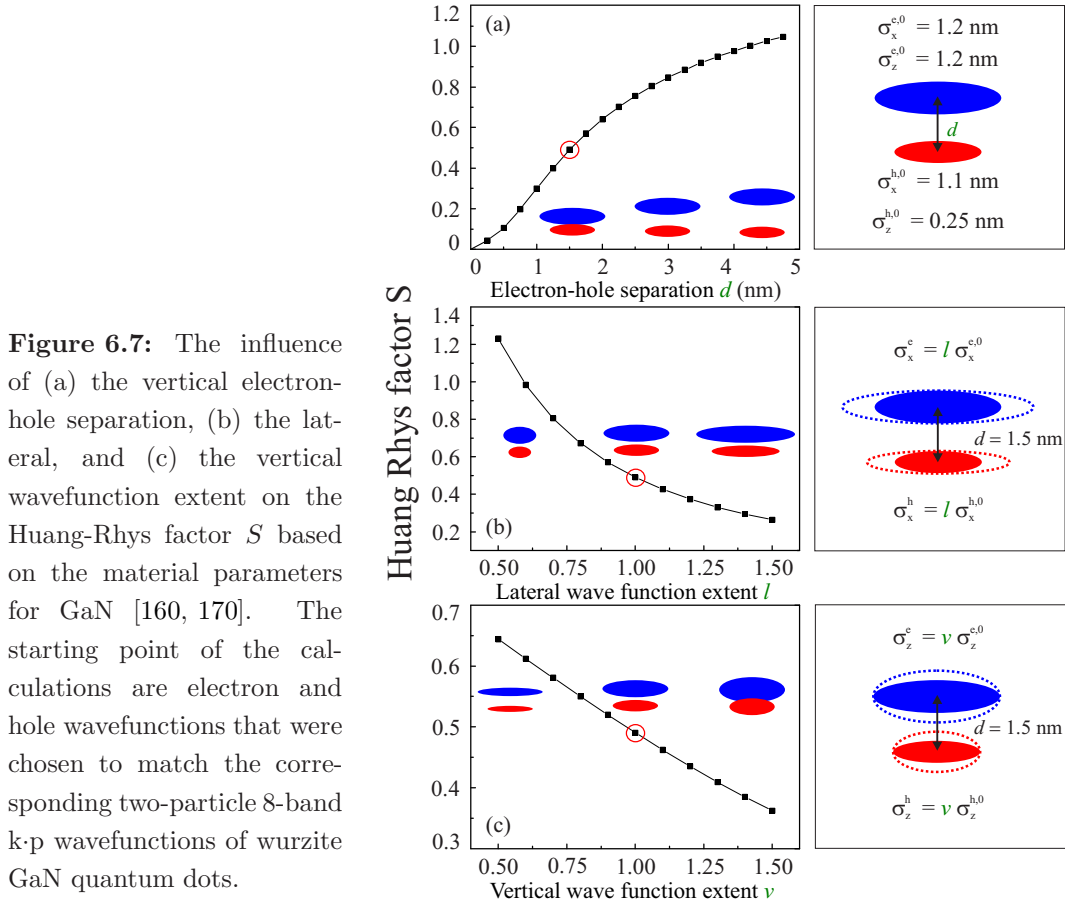 Figure 6.7: The influence
of (a) the vertical electron-
hole separation, (b) the lat-
eral, and (c) the vertical
wavefunction extent on the
Huang-Rhys factor S based
on the material parameters
for GaN [160, 170]. The
starting point of the cal-
culations are electron and
hole wavefunctions that were
chosen to match the corre-
sponding two-particle 8-band
k·p wavefunctions of wurzite
GaN quantum dots.
Huang Rhys factor S
(a)
1.2
1.0
0.8
0.6
0.4
0.2
0
0 1 2 3 4 5
Electron-hole separation d (nm)
σ_x^{e,0} = 1.2 nm
σ_z^{e,0} = 1.2 nm
d
σ_x^{h,0} = 1.1 nm
σ_z^{h,0} = 0.25 nm
1.4
1.2
1.0
0.8
0.6
0.4
0.2
(b)
0.50 0.75 1.00 1.25 1.50
Lateral wave function extent l
σ_x^e = l σ_x^{e,0}
d = 1.5 nm
σ_x^h = l σ_x^{h,0}
0.7
0.6
0.5
0.4
0.3
(c)
0.50 0.75 1.00 1.25 1.50
Vertical wave function extent v
σ_z^e = v σ_z^{e,0}
d = 1.5 nm
σ_z^h = v σ_z^{h,0}